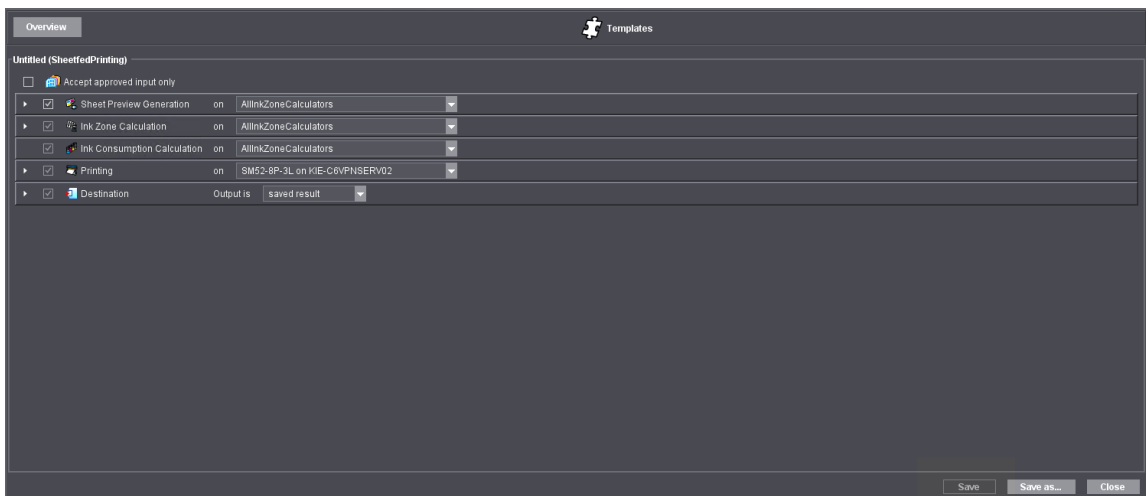 Overview Templates
Untitled (SheetfedPrinting)
Accept approved input only
Sheet Preview Generation on AllInkZoneCalculators
Ink Zone Calculation on AllInkZoneCalculators
Ink Consumption Calculation on AllInkZoneCalculators
Printing on SM52-8P-3L on KIE-C6VPNSERV02
Destination Output is saved result
Save Save as... Close